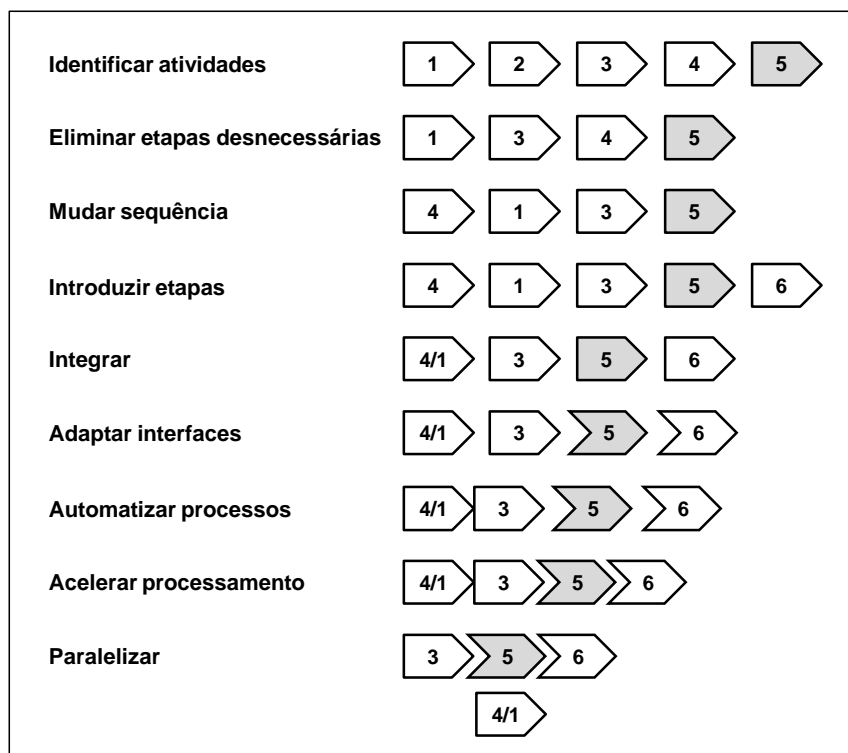 Identificar atividades 1 2 3 4 5
Eliminar etapas desnecessárias 1 3 4 5
Mudar sequência 4 1 3 5
Introduzir etapas 4 1 3 5 6
Integrar 4/1 3 5 6
Adaptar interfaces 4/1 3 5 6
Automatizar processos 4/1 3 5 6
Acelerar processamento 4/1 3 5 6
Paralelizar 3 5 6
4/1